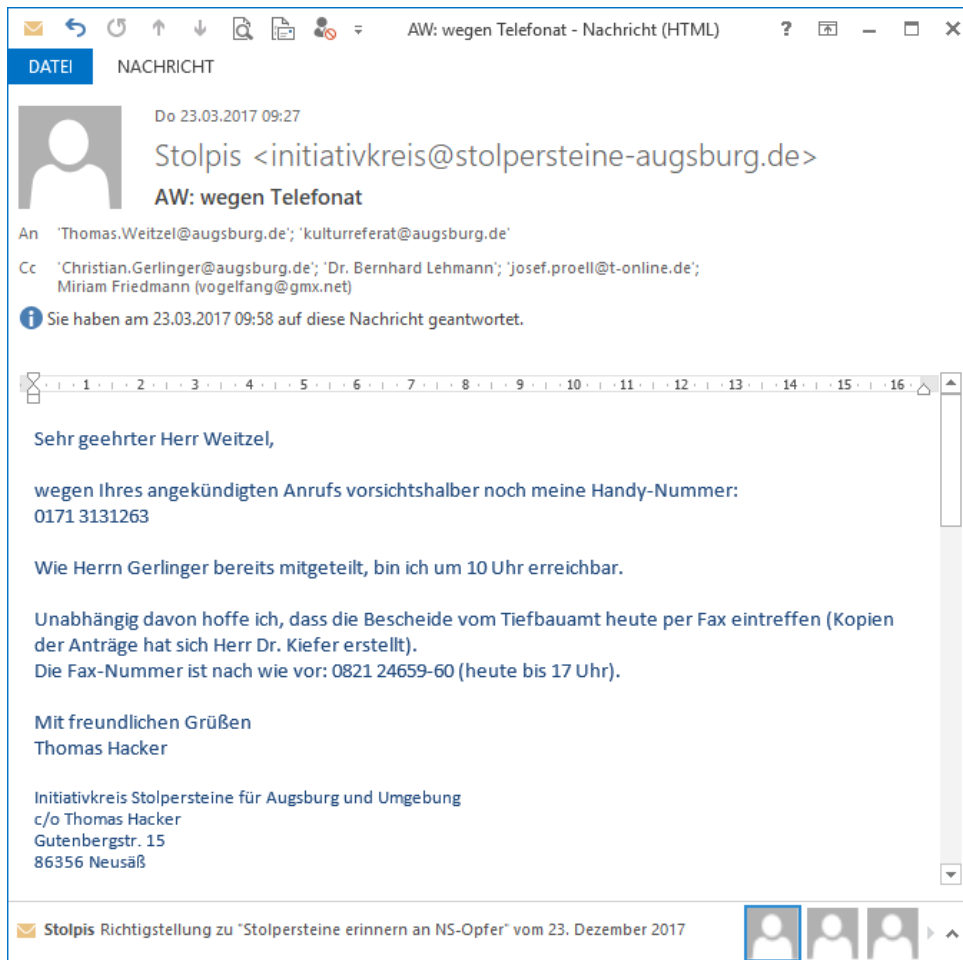 AW: wegen Telefonat - Nachricht (HTML)
DATEI NACHRICHT
Do 23.03.2017 09:27
Stolpis <initiativkreis@stolpersteine-augsburg.de>
AW: wegen Telefonat
An 'Thomas.Weitzel@augsburg.de'; 'kulturreferat@augsburg.de'
Cc 'Christian.Gerlinger@augsburg.de'; 'Dr. Bernhard Lehmann'; 'josef.proell@t-online.de';
Miriam Friedmann (vogelfang@gmx.net)
Sie haben am 23.03.2017 09:58 auf diese Nachricht geantwortet.
1 2 3 4 5 6 7 8 9 10 11 12 13 14 15 16
Sehr geehrter Herr Weitzel,
wegen Ihres angekündigten Anrufs vorsichtshalber noch meine Handy-Nummer:
0171 3131263
Wie Herrn Gerlinger bereits mitgeteilt, bin ich um 10 Uhr erreichbar.
Unabhängig davon hoffe ich, dass die Bescheide vom Tiefbauamt heute per Fax eintreffen (Kopien
der Anträge hat sich Herr Dr. Kiefer erstellt).
Die Fax-Nummer ist nach wie vor: 0821 24659-60 (heute bis 17 Uhr).
Mit freundlichen Grüßen
Thomas Hacker
Initiativkreis Stolpersteine für Augsburg und Umgebung
c/o Thomas Hacker
Gutenbergstr. 15
86356 Neusäß
Stolpis Richtigstellung zu "Stolpersteine erinnern an NS-Opfer" vom 23. Dezember 2017